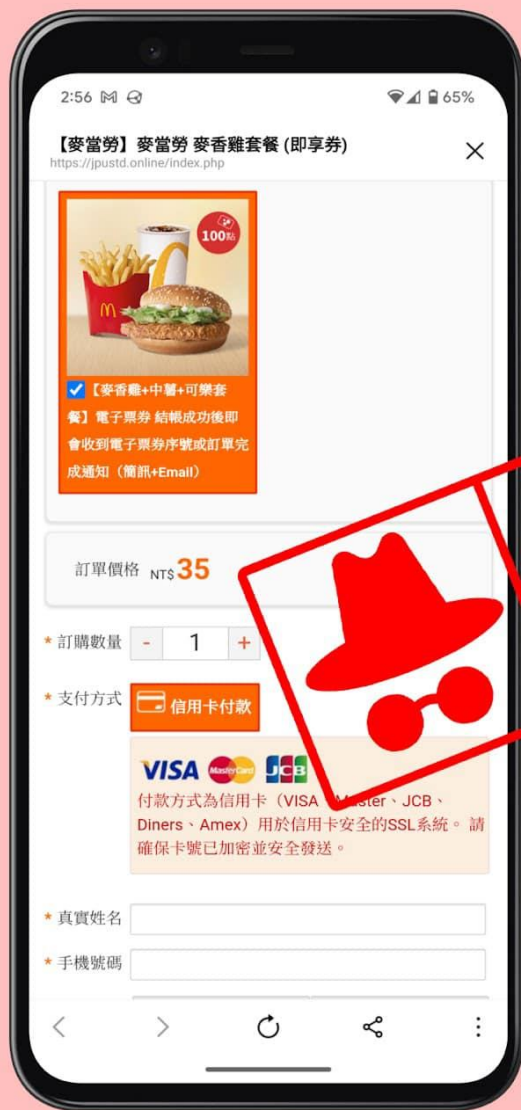 2:56
65%
【麥當勞】麥當勞 麥香雞套餐 (即享券)
https://jpustd.online/index.php
100點
【麥香雞+中薯+可樂套
餐】電子票券 結帳成功後即
會收到電子票券序號或訂單完
成通知（簡訊+Email）
訂單價格 NT$35
* 訂購數量 - 1 +
* 支付方式 信用卡付款
VISA MasterCard JCB
付款方式為信用卡（VISA、Master、JCB、
Diners、Amex）用於信用卡安全的SSL系統。 請
確保卡號已加密並安全發送。
* 真實姓名
* 手機號碼